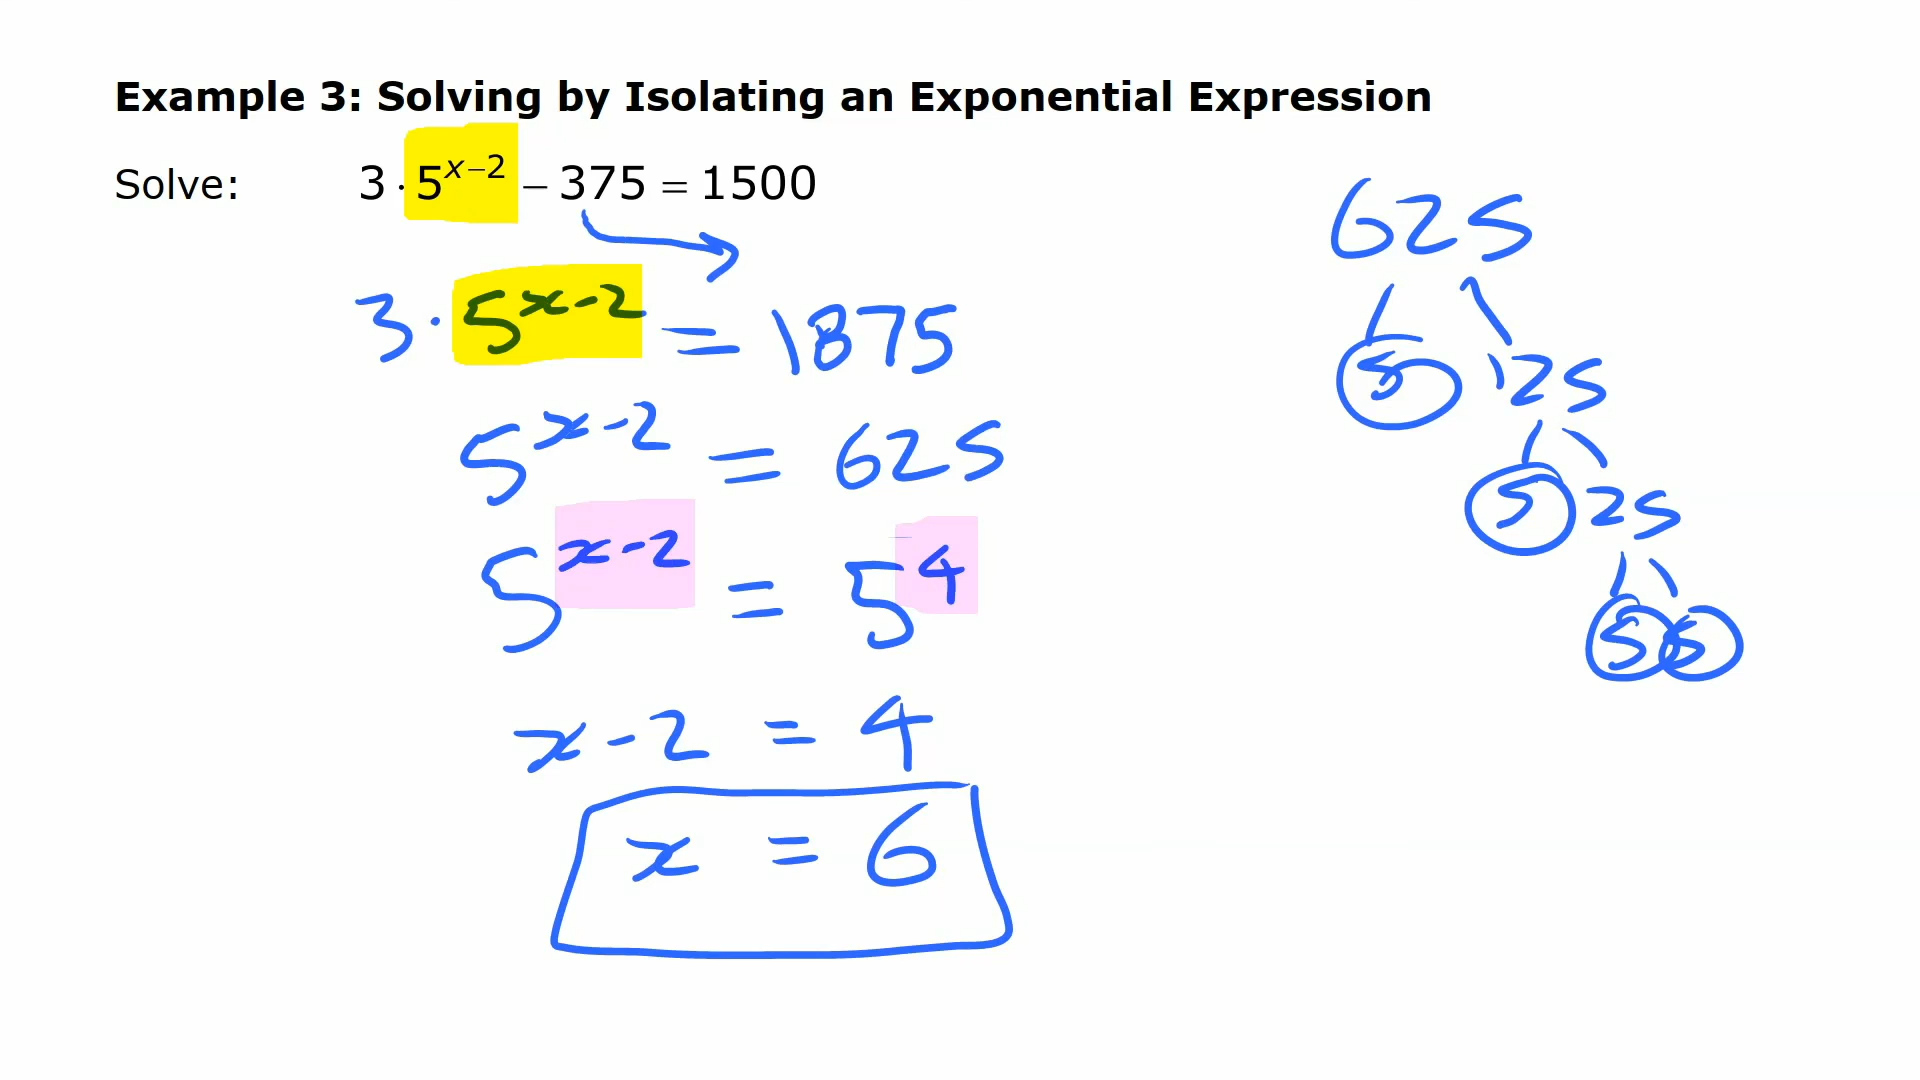 Example 3: Solving by Isolating an Exponential Expression
Solve: 3 · 5^(x−2) − 375 = 1500
3 · 5^(x−2) = 1875
5^(x−2) = 625
5^(x−2) = 5^4
x − 2 = 4
x = 6
625
5 125
5 25
5 5